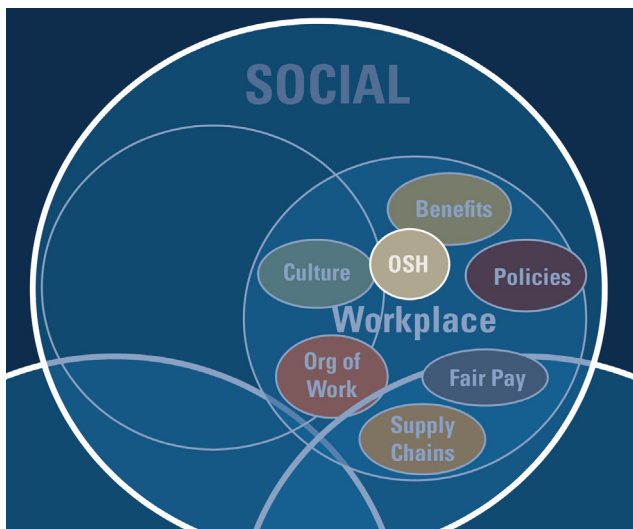 SOCIAL
Benefits
OSH
Culture
Policies
Workplace
Org of
Work
Fair Pay
Supply
Chains